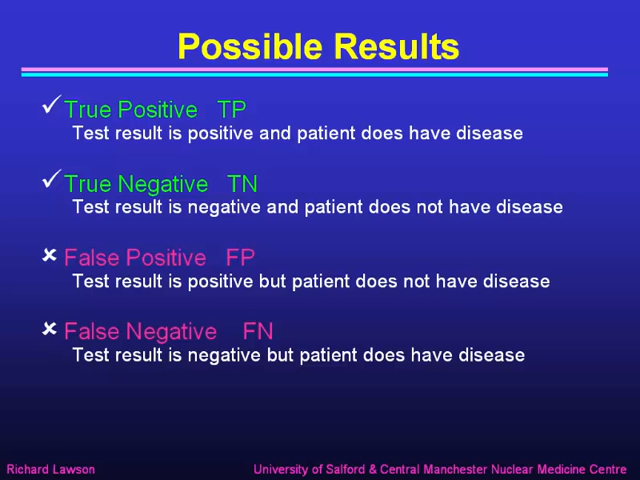 Possible Results
✓ True Positive TP
Test result is positive and patient does have disease
✓ True Negative TN
Test result is negative and patient does not have disease
✗ False Positive FP
Test result is positive but patient does not have disease
✗ False Negative FN
Test result is negative but patient does have disease
Richard Lawson University of Salford & Central Manchester Nuclear Medicine Centre